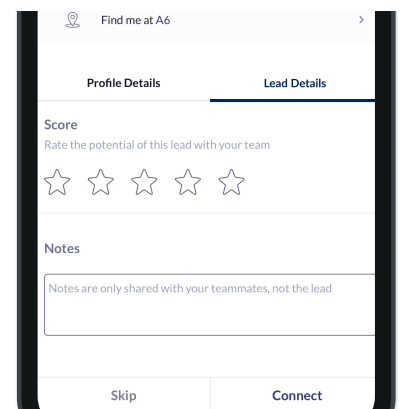 Find me at A6
Profile Details
Lead Details
Score
Rate the potential of this lead with your team
Notes
Notes are only shared with your teammates, not the lead
Skip
Connect